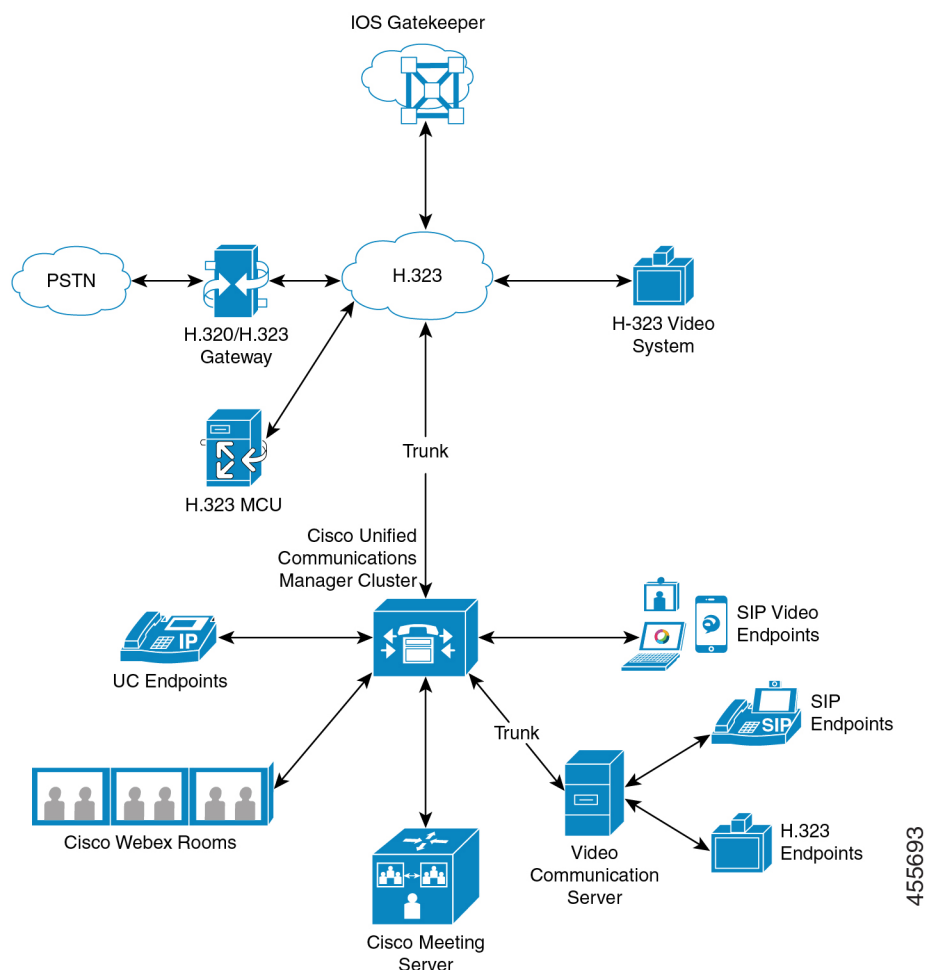 IOS Gatekeeper
PSTN
H.323
H.320/H.323
Gateway
H-323 Video
System
H.323 MCU
Trunk
Cisco Unified
Communications
Manager Cluster
IP
UC Endpoints
SIP Video
Endpoints
Trunk
SIP
SIP
Endpoints
Cisco Webex Rooms
Video
Communication
Server
H.323
Endpoints
Cisco Meeting
Server
455693